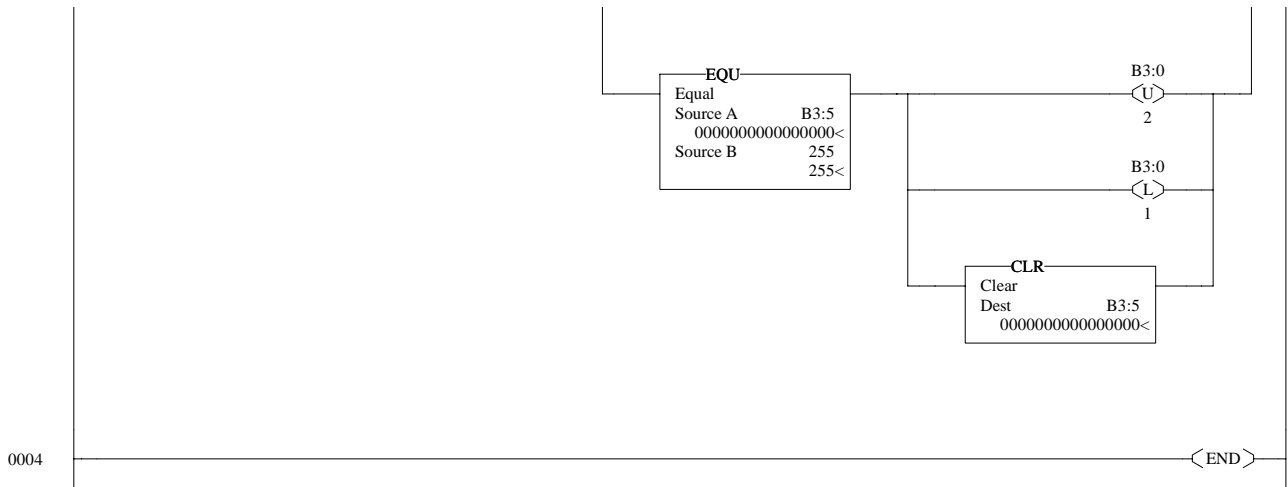 EQU
Equal
Source A B3:5
0000000000000000<
Source B 255
255<
B3:0
U
2
B3:0
L
1
CLR
Clear
Dest B3:5
0000000000000000<
0004
END